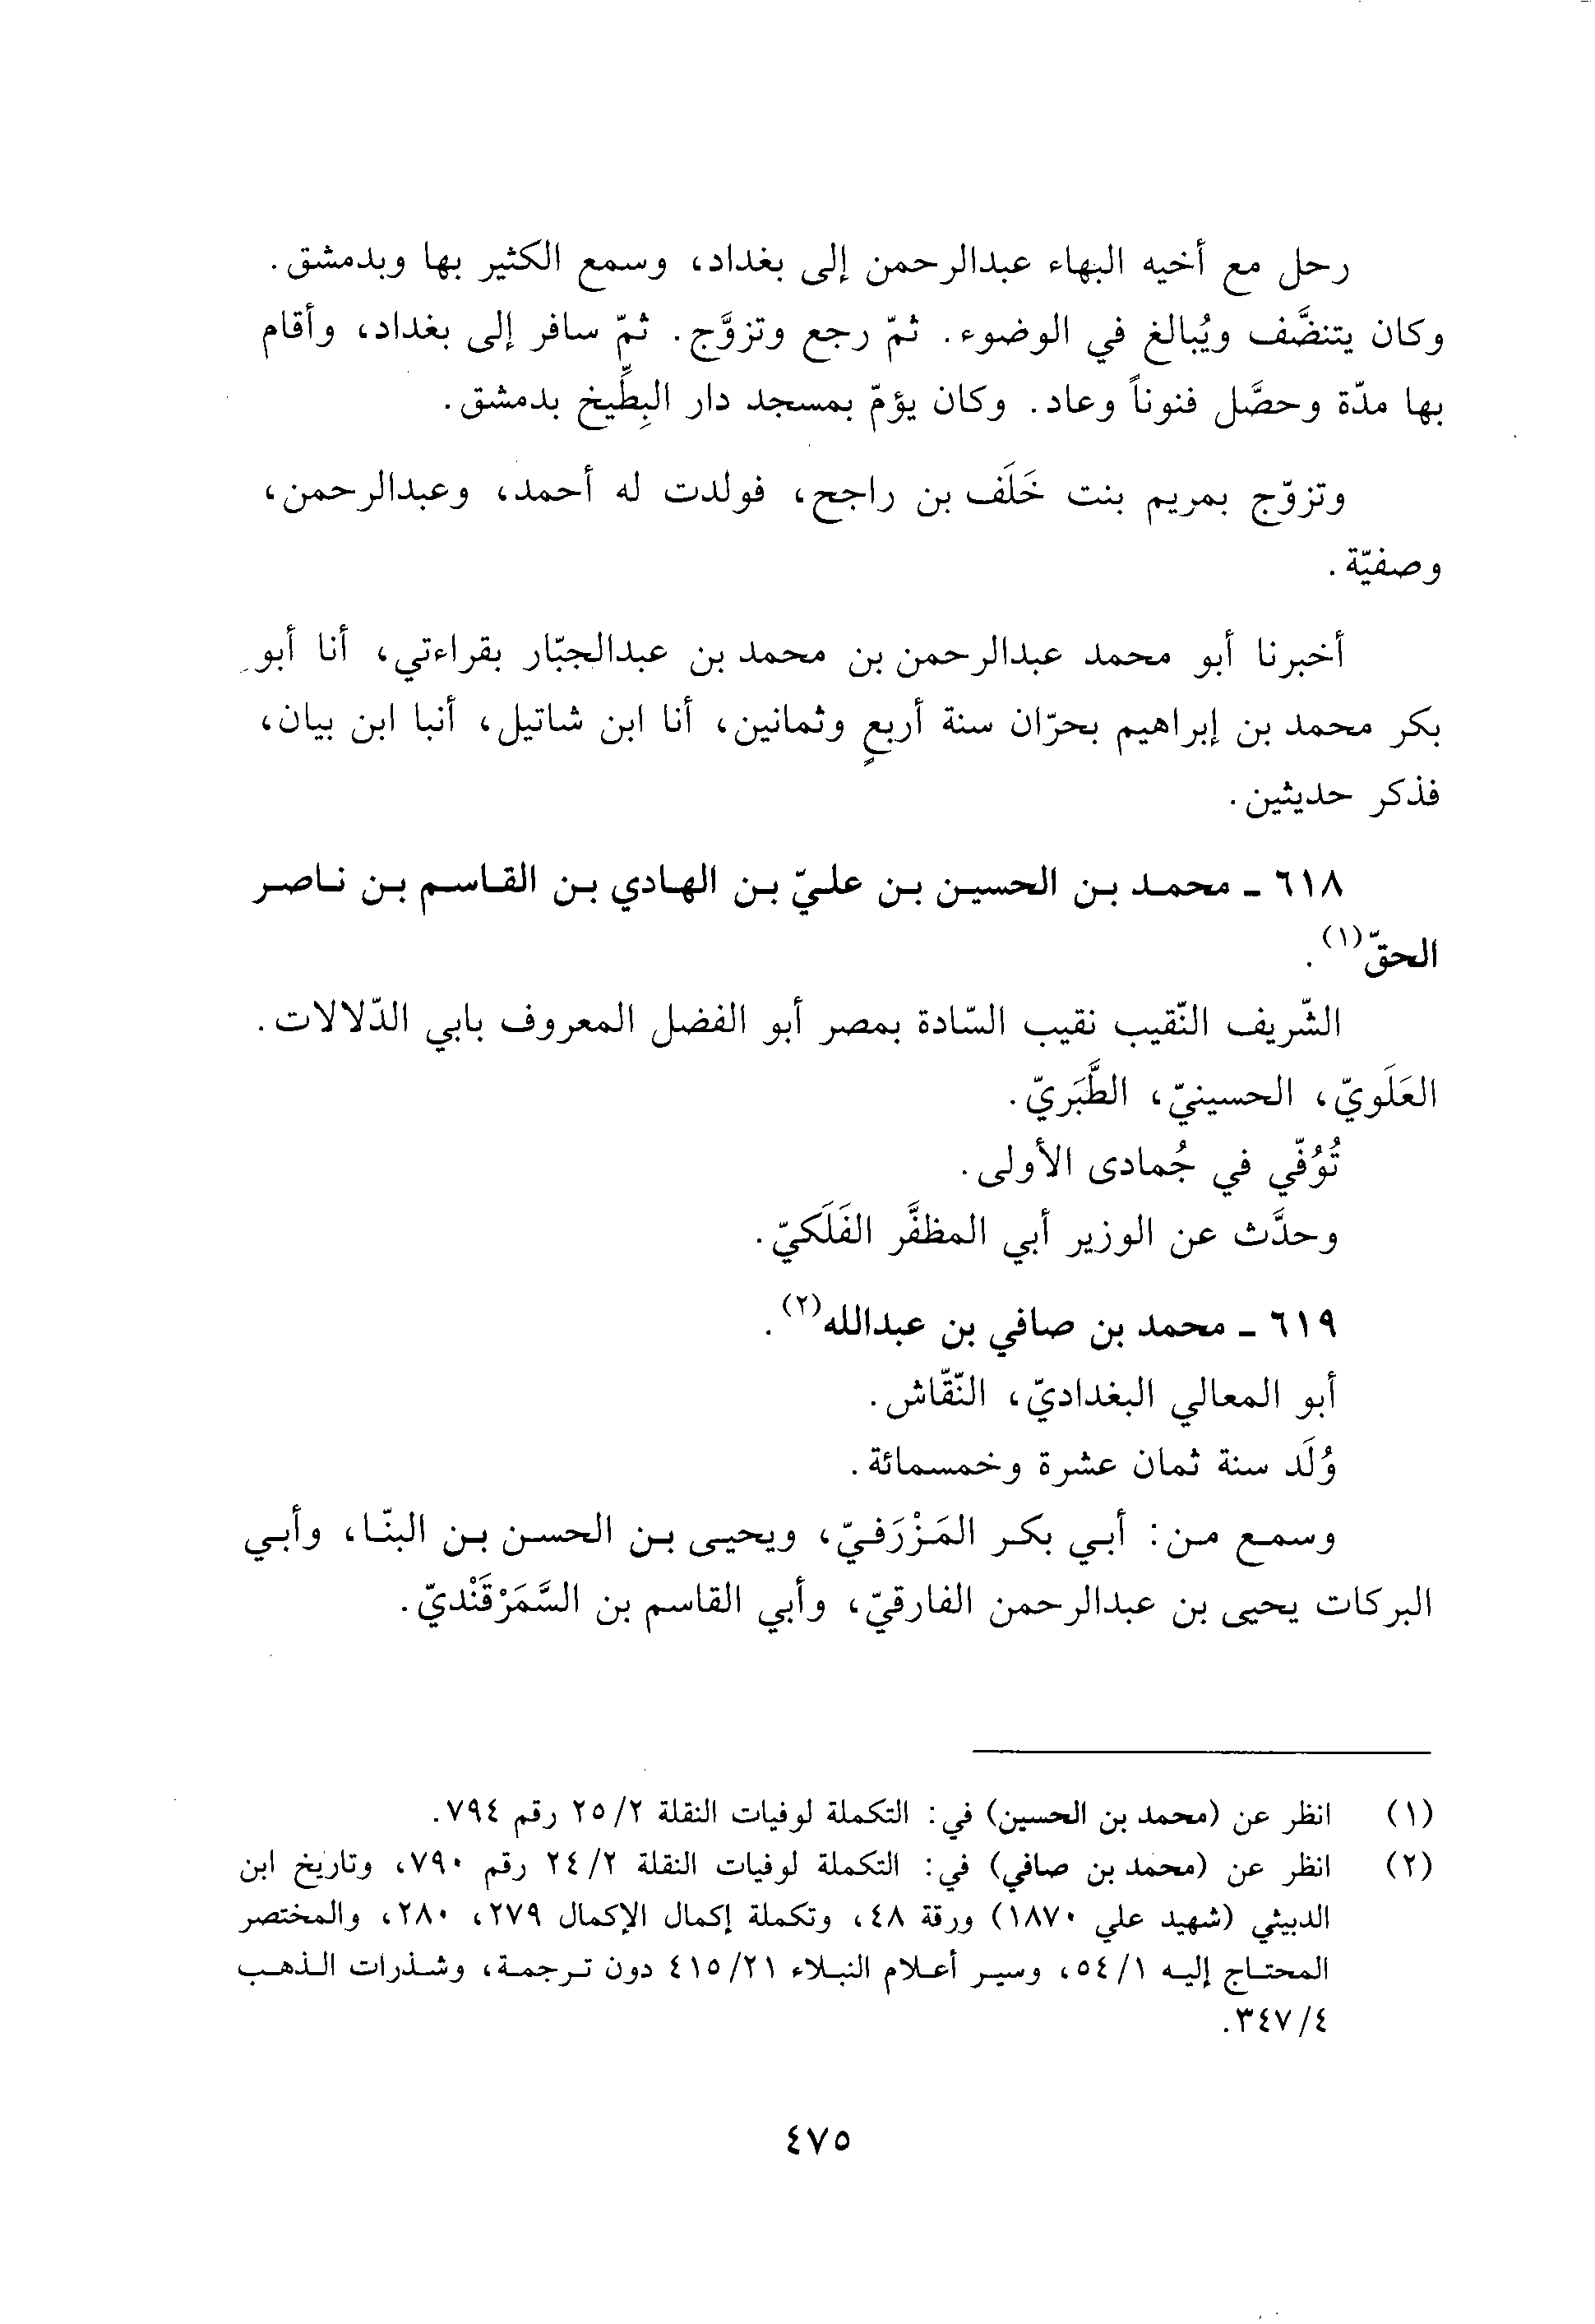 رحل مع أخيه البهاء عبدالرحمن إلى بغداد، وسمع الكثير بها وبدمشق.
وكان يتنضَّف ويُبالغ في الوضوء. ثمّ رجع وتزوَّج. ثمّ سافر إلى بغداد، وأقام
بها مدّة وحصَّل فنوناً وعاد. وكان يؤمّ بمسجد دار البِطِّيخ بدمشق.
وتزوّج بمريم بنت خَلَف بن راجح، فولدت له أحمد، وعبدالرحمن،
وصفيّة.
أخبرنا أبو محمد عبدالرحمن بن محمد بن عبدالجبّار بقراءتي، أنا أبو
بكر محمد بن إبراهيم بحرّان سنة أربعٍ وثمانين، أنا ابن شاتيل، أنبا ابن بيان،
فذكر حديثين.
٦١٨ ـ محمد بن الحسين بن عليّ بن الهادي بن القاسم بن ناصر
الحقّ(١).
الشّريف النّقيب نقيب السّادة بمصر أبو الفضل المعروف بابي الدّلالات.
العَلَويّ، الحسينيّ، الطَّبَريّ.
تُوُفّي في جُمادى الأولى.
وحدَّث عن الوزير أبي المظفَّر الفَلَكيّ.
٦١٩ ـ محمد بن صافي بن عبدالله(٢).
أبو المعالي البغداديّ، النّقّاش.
وُلَد سنة ثمان عشرة وخمسمائة.
وسمع من: أبي بكر المَزْرَفيّ، ويحيى بن الحسن بن البنّا، وأبي
البركات يحيى بن عبدالرحمن الفارقيّ، وأبي القاسم بن السَّمَرْقَنْديّ.
(١) انظر عن (محمد بن الحسين) في: التكملة لوفيات النقلة ٢/ ٢٥ رقم ٧٩٤.
(٢) انظر عن (محمد بن صافي) في: التكملة لوفيات النقلة ٢/ ٢٤ رقم ٧٩٠، وتاريخ ابن
الدبيثي (شهيد علي ١٨٧٠) ورقة ٤٨، وتكملة إكمال الإكمال ٢٧٩، ٢٨٠، والمختصر
المحتاج إليه ١/ ٥٤، وسير أعلام النبلاء ٢١/ ٤١٥ دون ترجمة، وشذرات الذهب
٤/ ٣٤٧.
٤٧٥